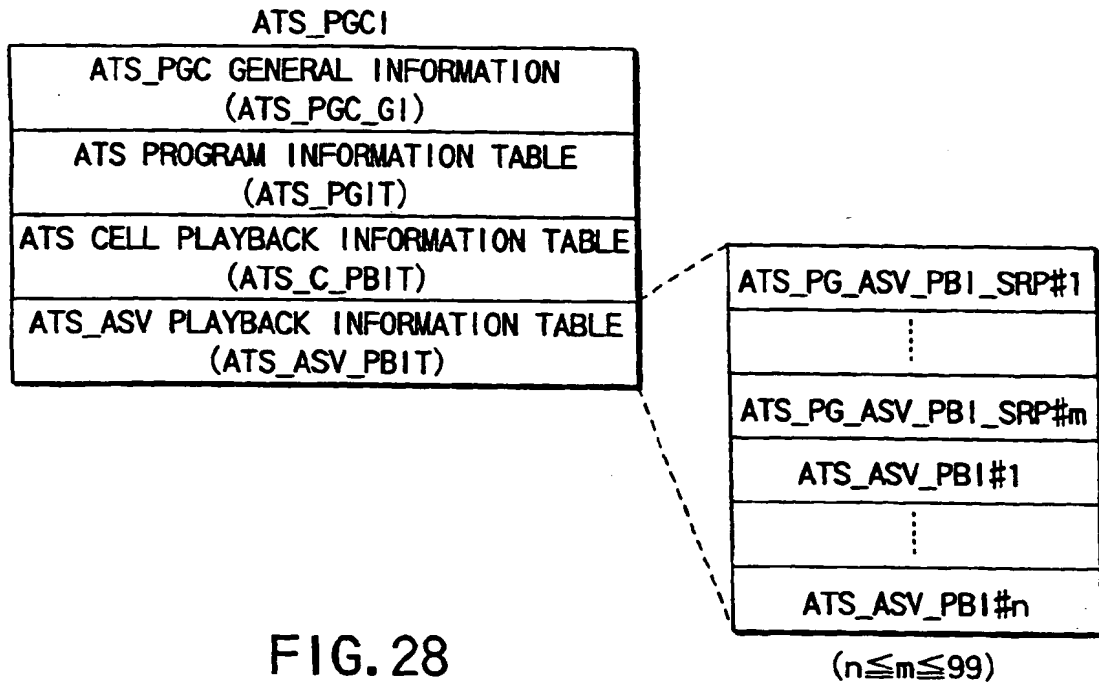 ATS_PGCI
ATS_PGC GENERAL INFORMATION
(ATS_PGC_GI)
ATS PROGRAM INFORMATION TABLE
(ATS_PGIT)
ATS CELL PLAYBACK INFORMATION TABLE
(ATS_C_PBIT)
ATS_ASV PLAYBACK INFORMATION TABLE
(ATS_ASV_PBIT)
ATS_PG_ASV_PBI_SRP#1
ATS_PG_ASV_PBI_SRP#m
ATS_ASV_PBI#1
ATS_ASV_PBI#n
(n≦m≦99)
FIG.28